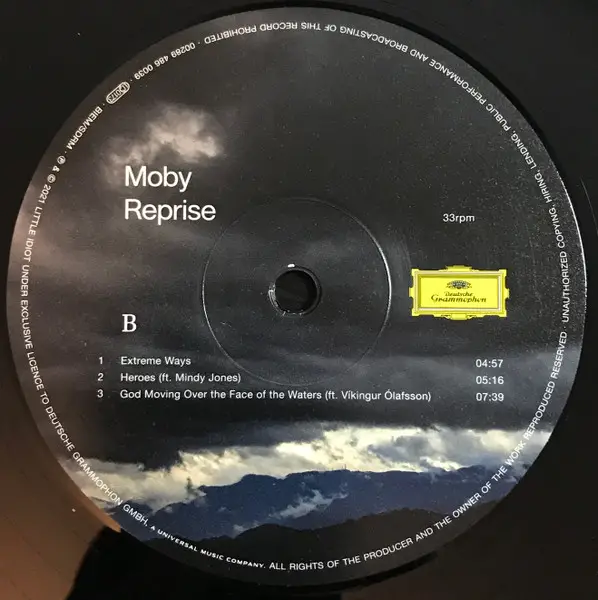 Moby
Reprise
33rpm
Deutsche
Grammophon
B
1 Extreme Ways 04:57
2 Heroes (ft. Mindy Jones) 05:16
3 God Moving Over the Face of the Waters (ft. Víkingur Ólafsson) 07:39
℗ & © 2021 LITTLE IDIOT UNDER EXCLUSIVE LICENCE TO DEUTSCHE GRAMMOPHON GMBH, A UNIVERSAL MUSIC COMPANY. ALL RIGHTS OF THE PRODUCER AND THE OWNER OF THE WORK REPRODUCED RESERVED · UNAUTHORIZED COPYING, HIRING, LENDING, PUBLIC PERFORMANCE AND BROADCASTING OF THIS RECORD PROHIBITED · 00289 486 0039 · LC 0173 · BIEM/SDRM ·